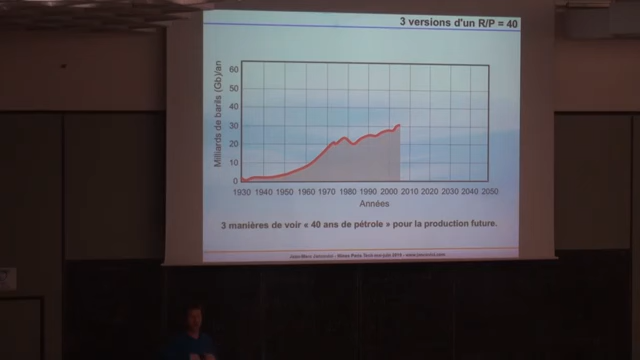 3 versions d'un R/P = 40
Milliards de barils (Gb)/an
60
50
40
30
20
10
0
1930 1940 1950 1960 1970 1980 1990 2000 2010 2020 2030 2040 2050
Années
3 manières de voir « 40 ans de pétrole » pour la production future.